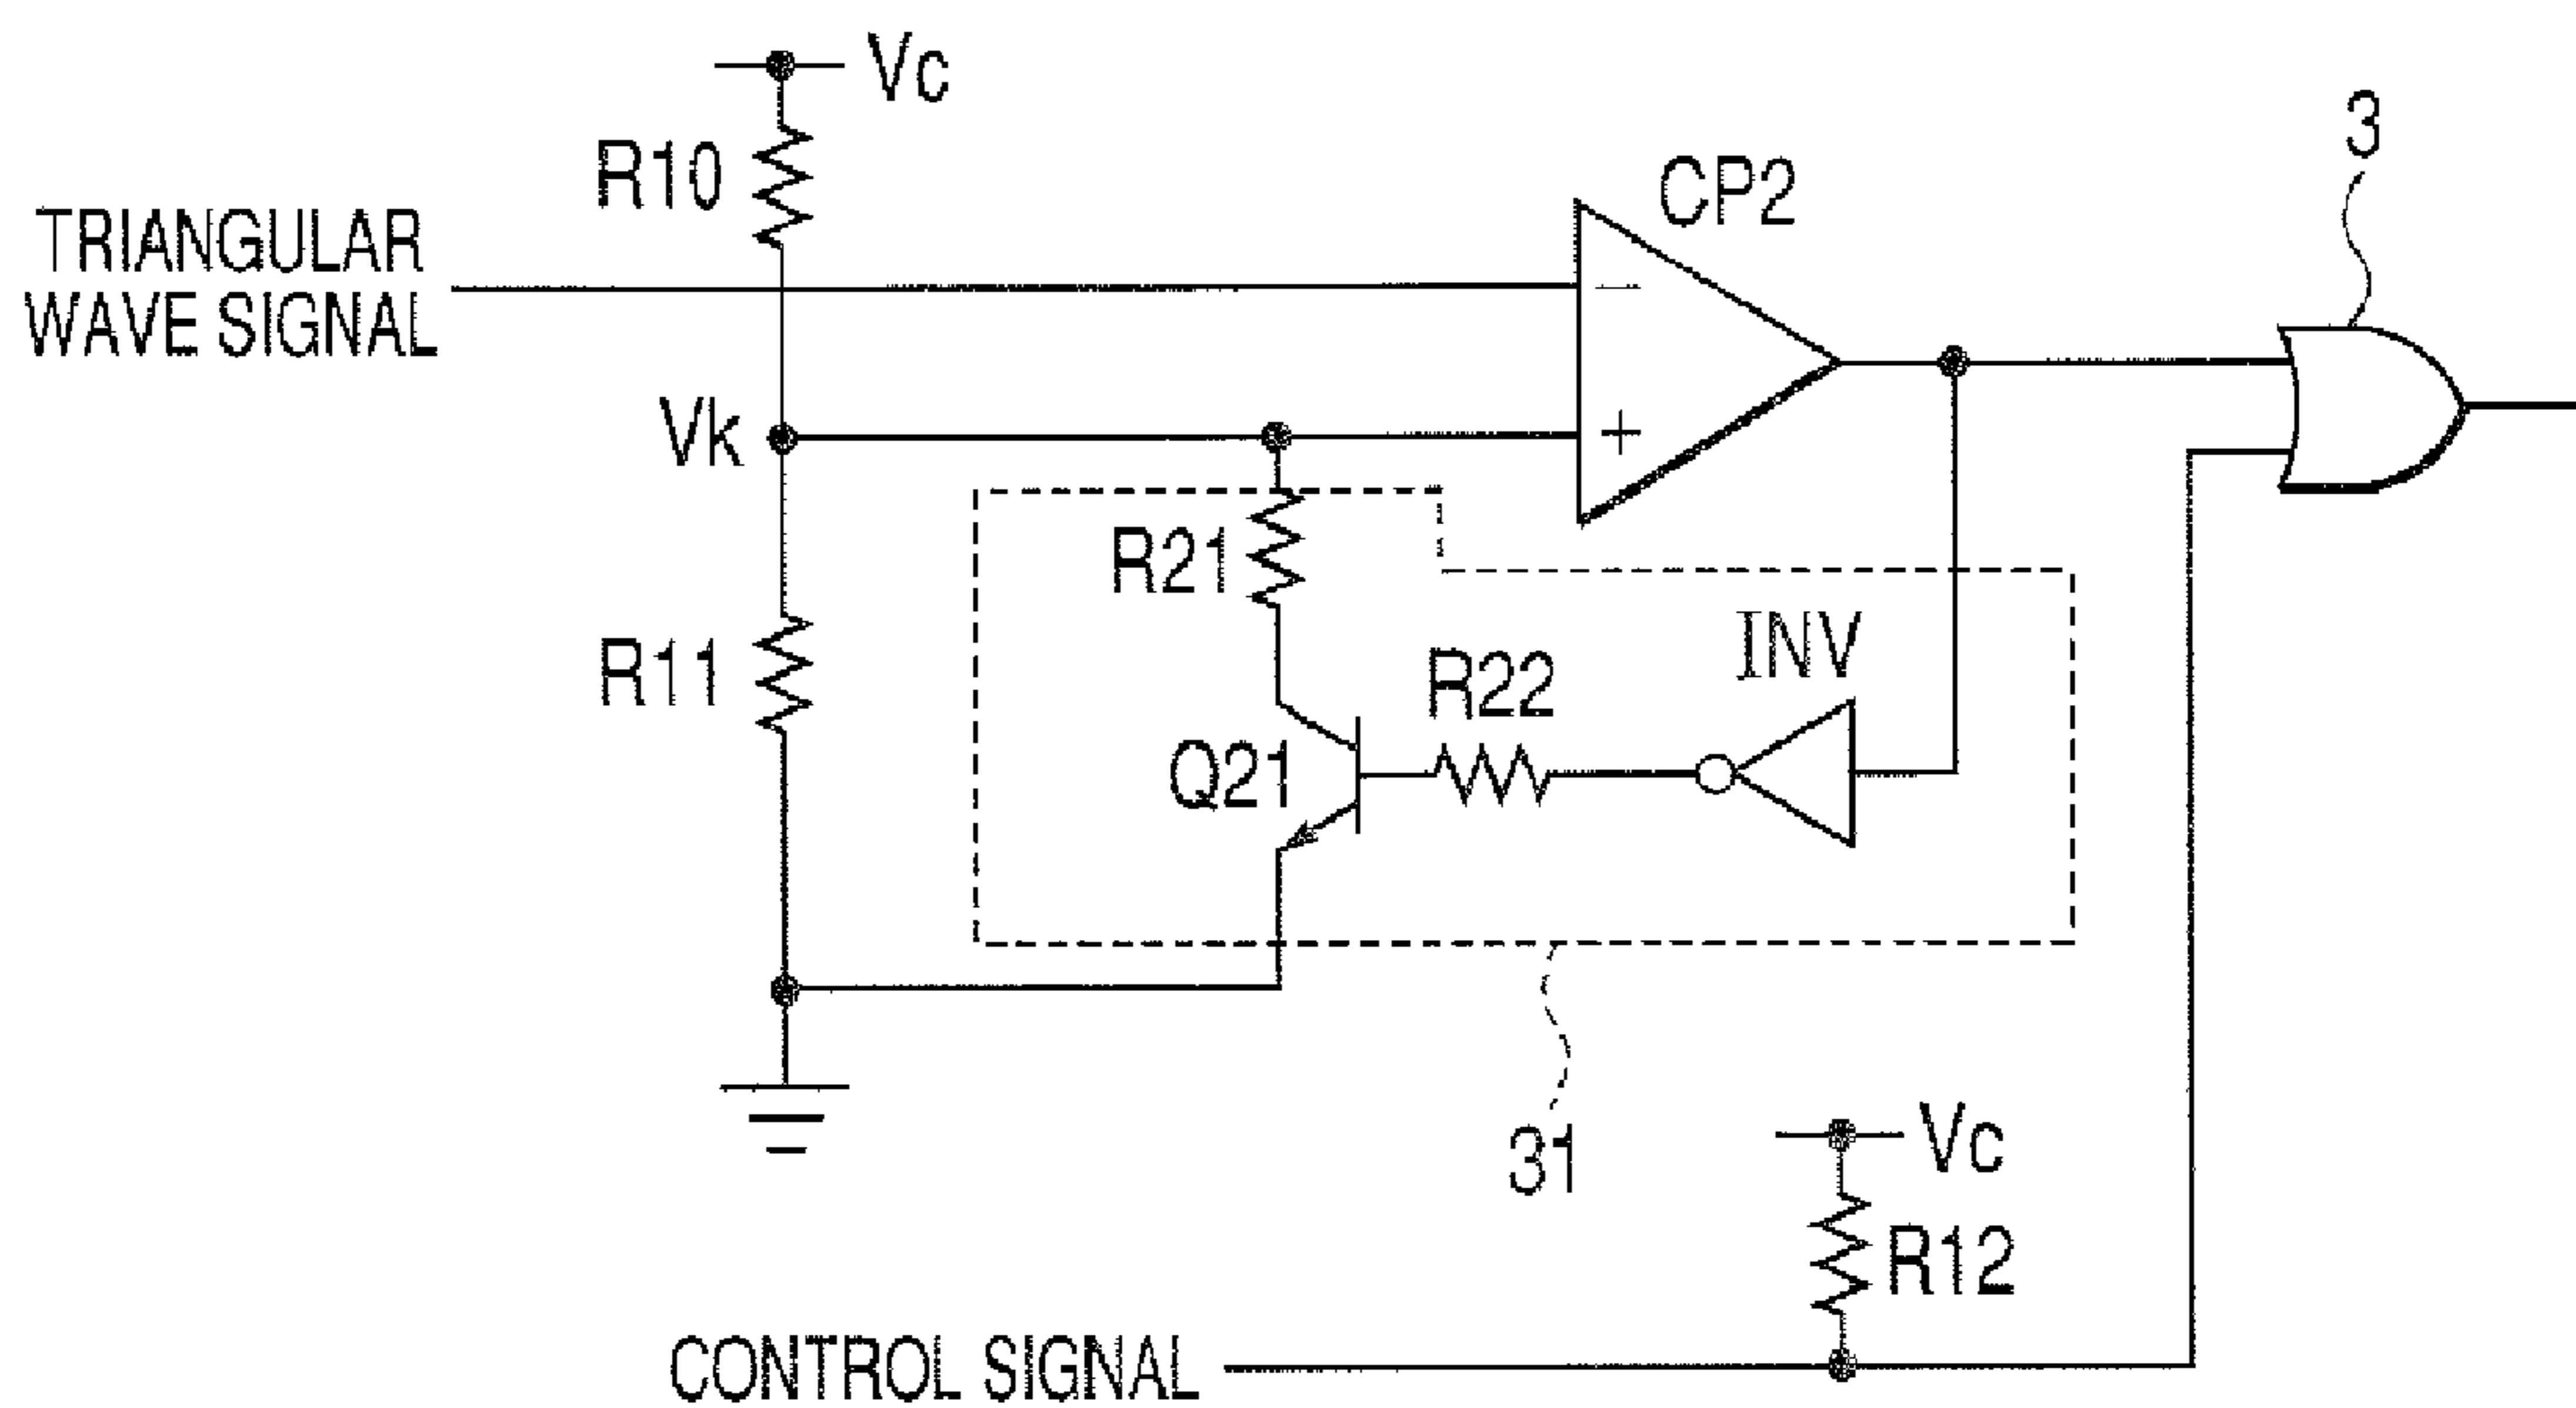 Vc
R10
CP2
3
TRIANGULAR
WAVE SIGNAL
−
Vk
+
R21
R11
INV
R22
Q21
31
Vc
R12
CONTROL SIGNAL